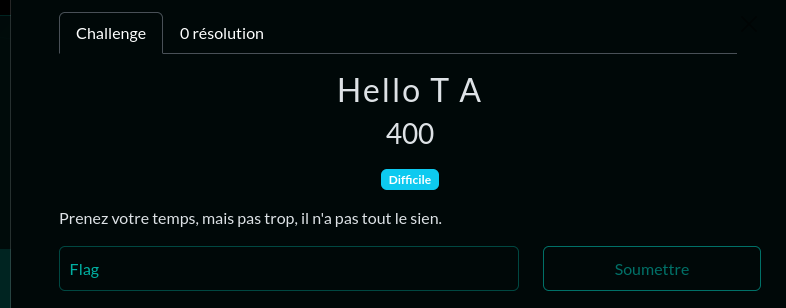 Challenge
0 résolution
Hello T A
400
Difficile
Prenez votre temps, mais pas trop, il n'a pas tout le sien.
Flag
Soumettre